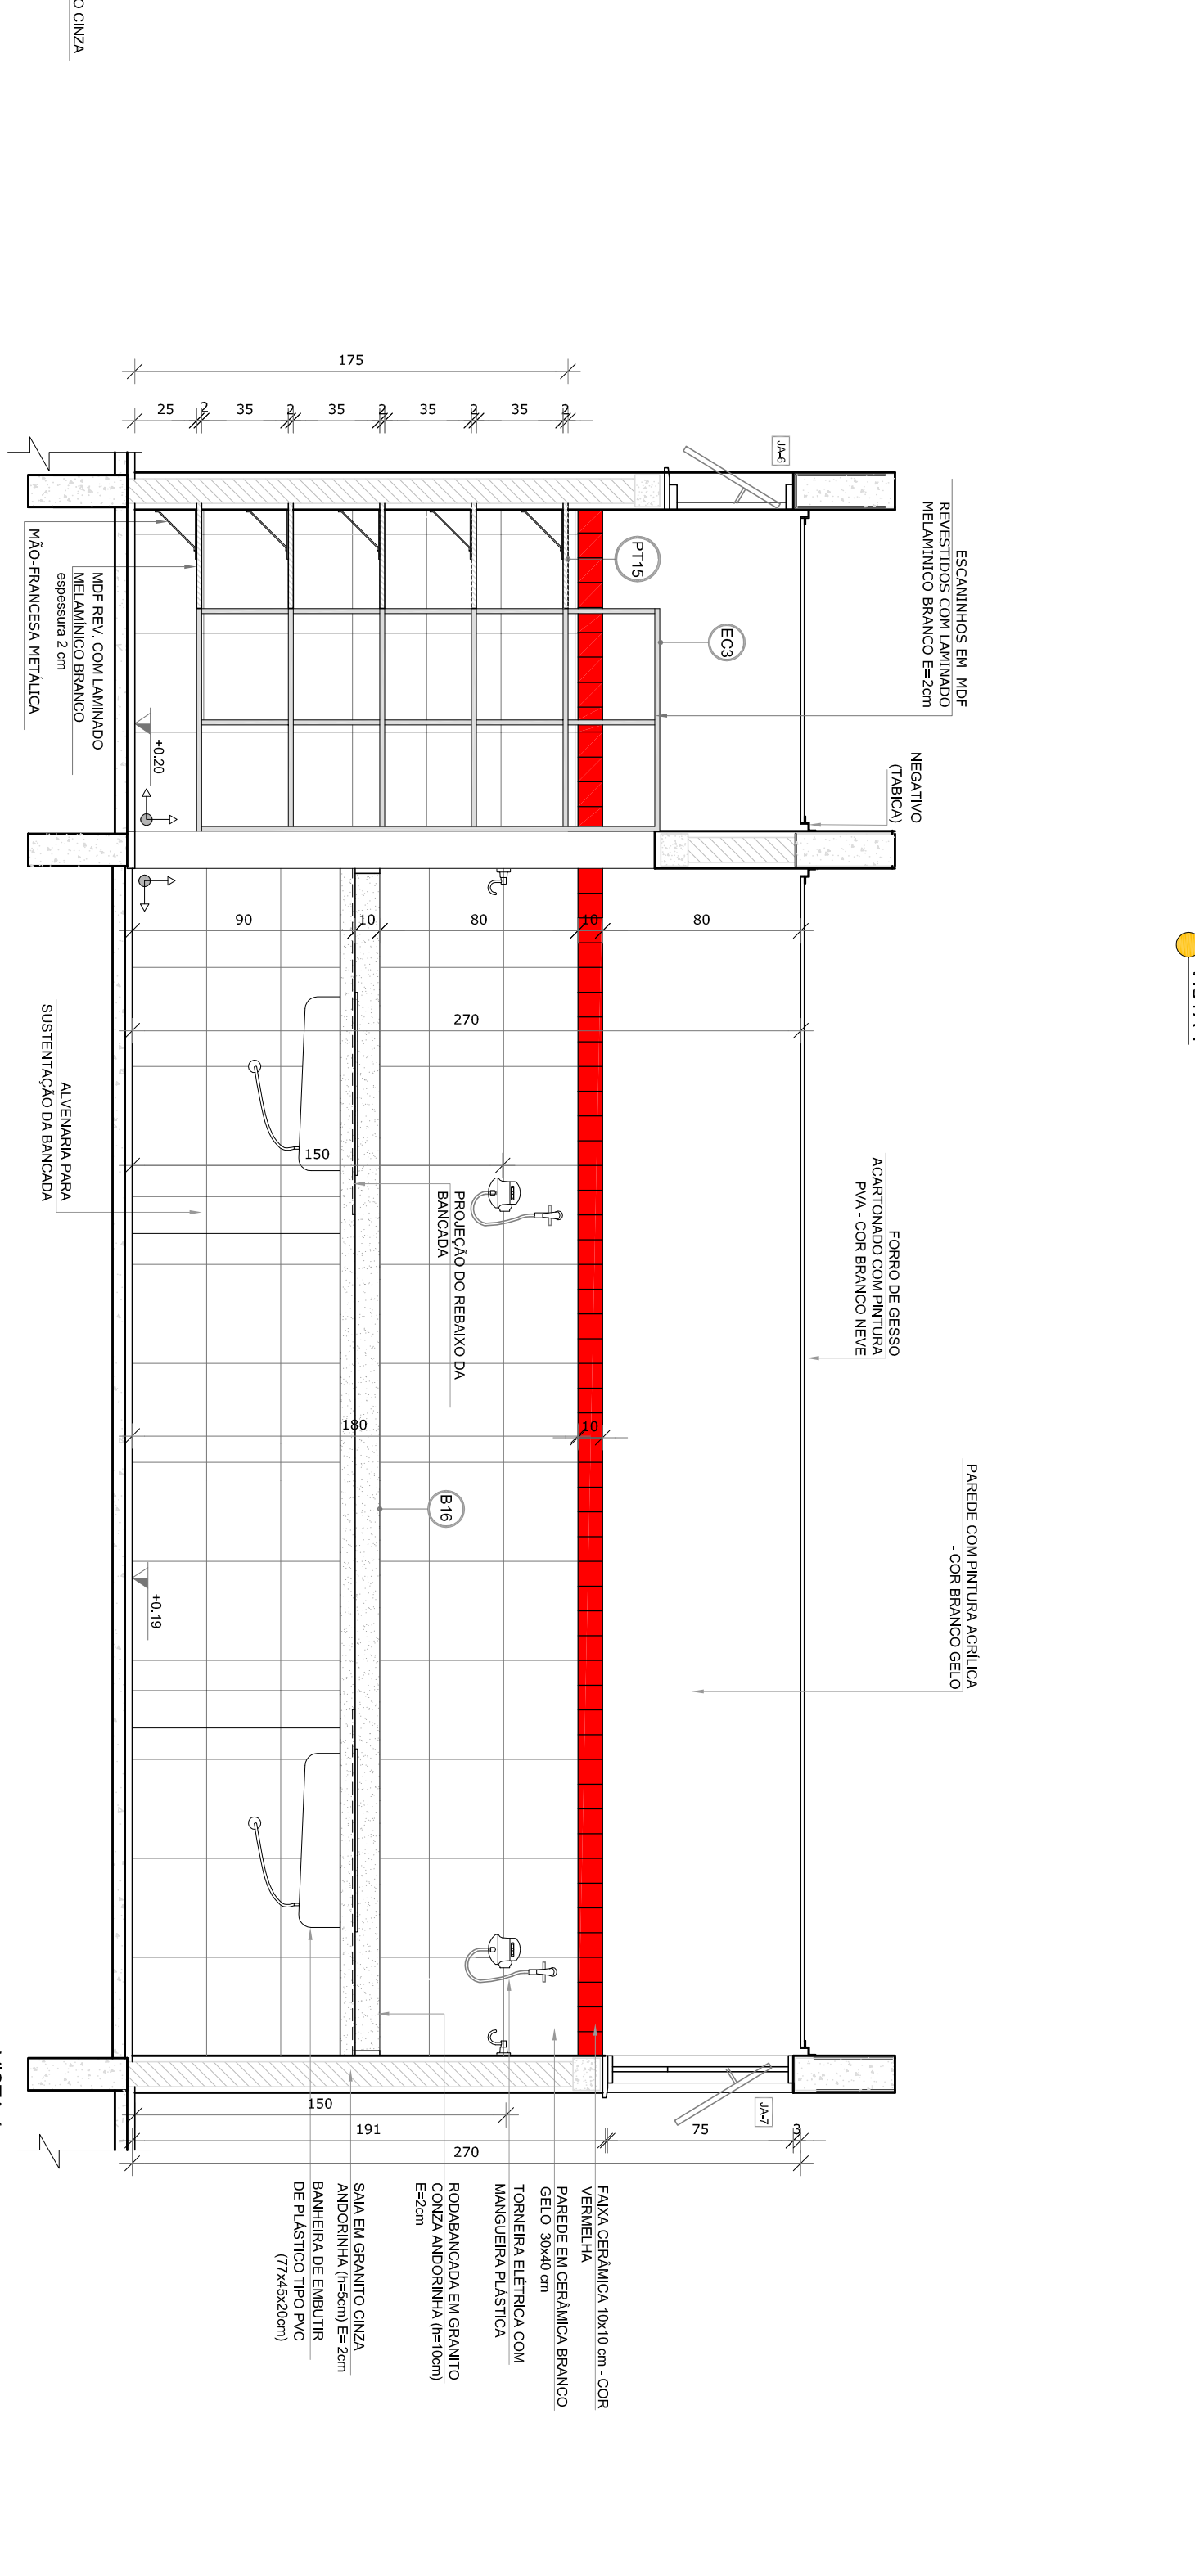 O CINZA
175
25
2
35
2
35
2
35
2
35
2
JA-6
PT15
EC3
ESCANINHOS EM MDF
REVESTIDOS COM LAMINADO
MELAMINICO BRANCO E=2cm
NEGATIVO
(TABICA)
MDF REV. COM LAMINADO
MELAMÍNICO BRANCO
espessura 2 cm
MÃO-FRANCESA METÁLICA
+0.20
90
10
80
10
80
270
ALVENARIA PARA
SUSTENTAÇÃO DA BANCADA
150
PROJEÇÃO DO REBAIXO DA
BANCADA
FORRO DE GESSO
ACARTONADO COM PINTURA
PVA - COR BRANCO NEVE
180
10
B16
PAREDE COM PINTURA ACRÍLICA
- COR BRANCO GELO
+0.19
JA-7
150
191
75
3
270
FAIXA CERÂMICA 10x10 cm - COR
VERMELHA
PAREDE EM CERÂMICA BRANCO
GELO 30x40 cm
TORNEIRA ELÉTRICA COM
MANGUEIRA PLÁSTICA
RODABANCADA EM GRANITO
CONZA ANDORINHA (h=10cm)
E=2cm
SAIA EM GRANITO CINZA
ANDORINHA (h=5cm) E= 2cm
BANHEIRA DE EMBUTIR
DE PLÁSTICO TIPO PVC
(77x45x20cm)